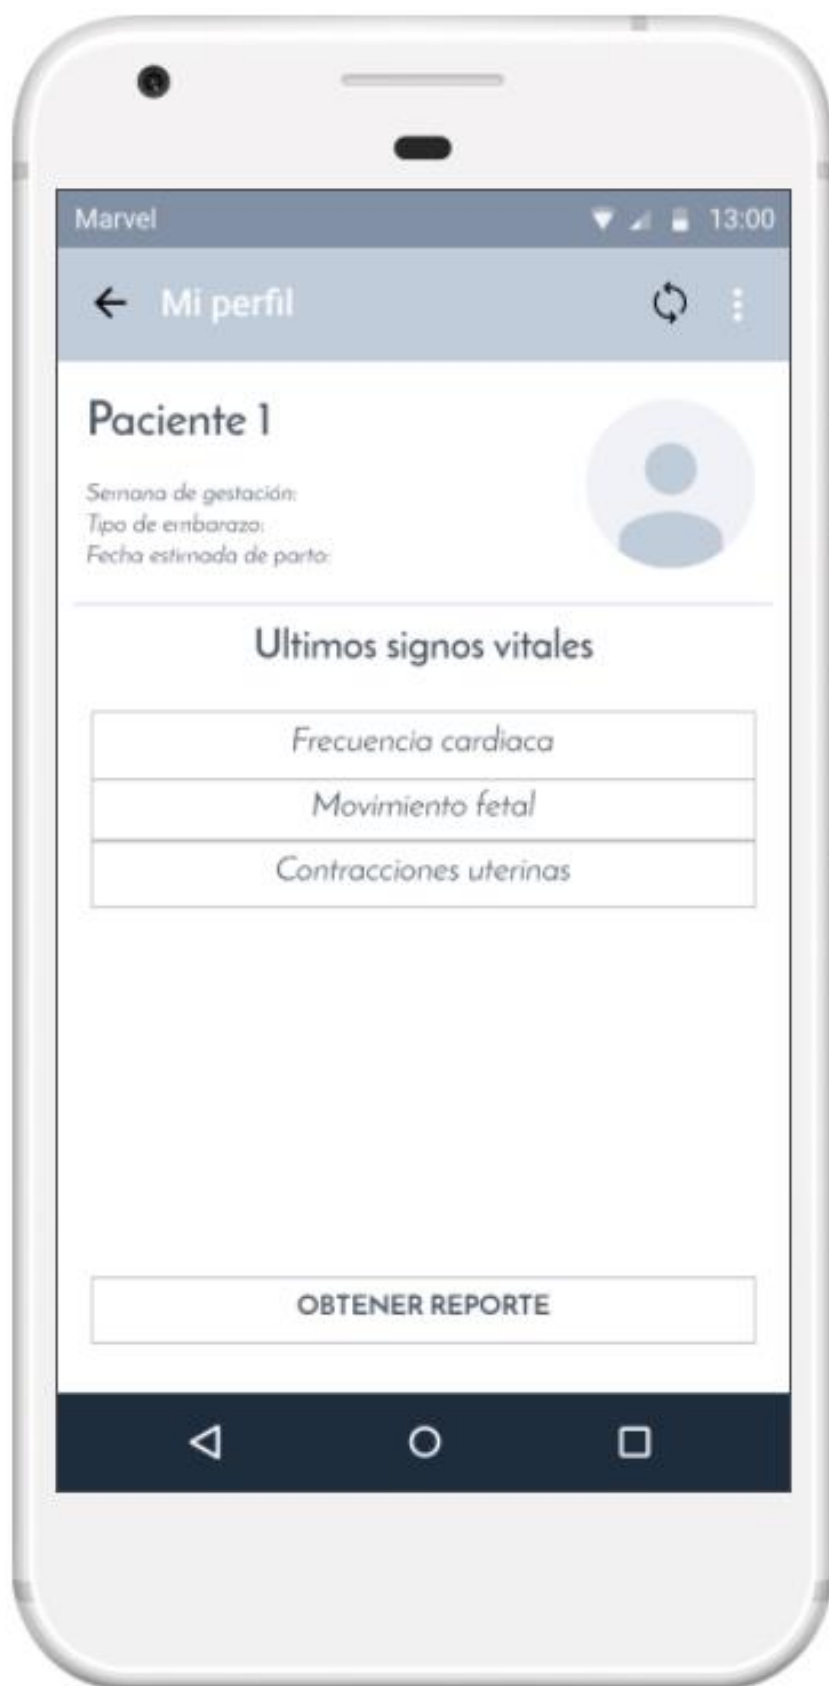 Marvel 13:00
Mi perfil
Paciente 1
Semana de gestación:
Tipo de embarazo:
Fecha estimada de parto:
Ultimos signos vitales
Frecuencia cardiaca
Movimiento fetal
Contracciones uterinas
OBTENER REPORTE